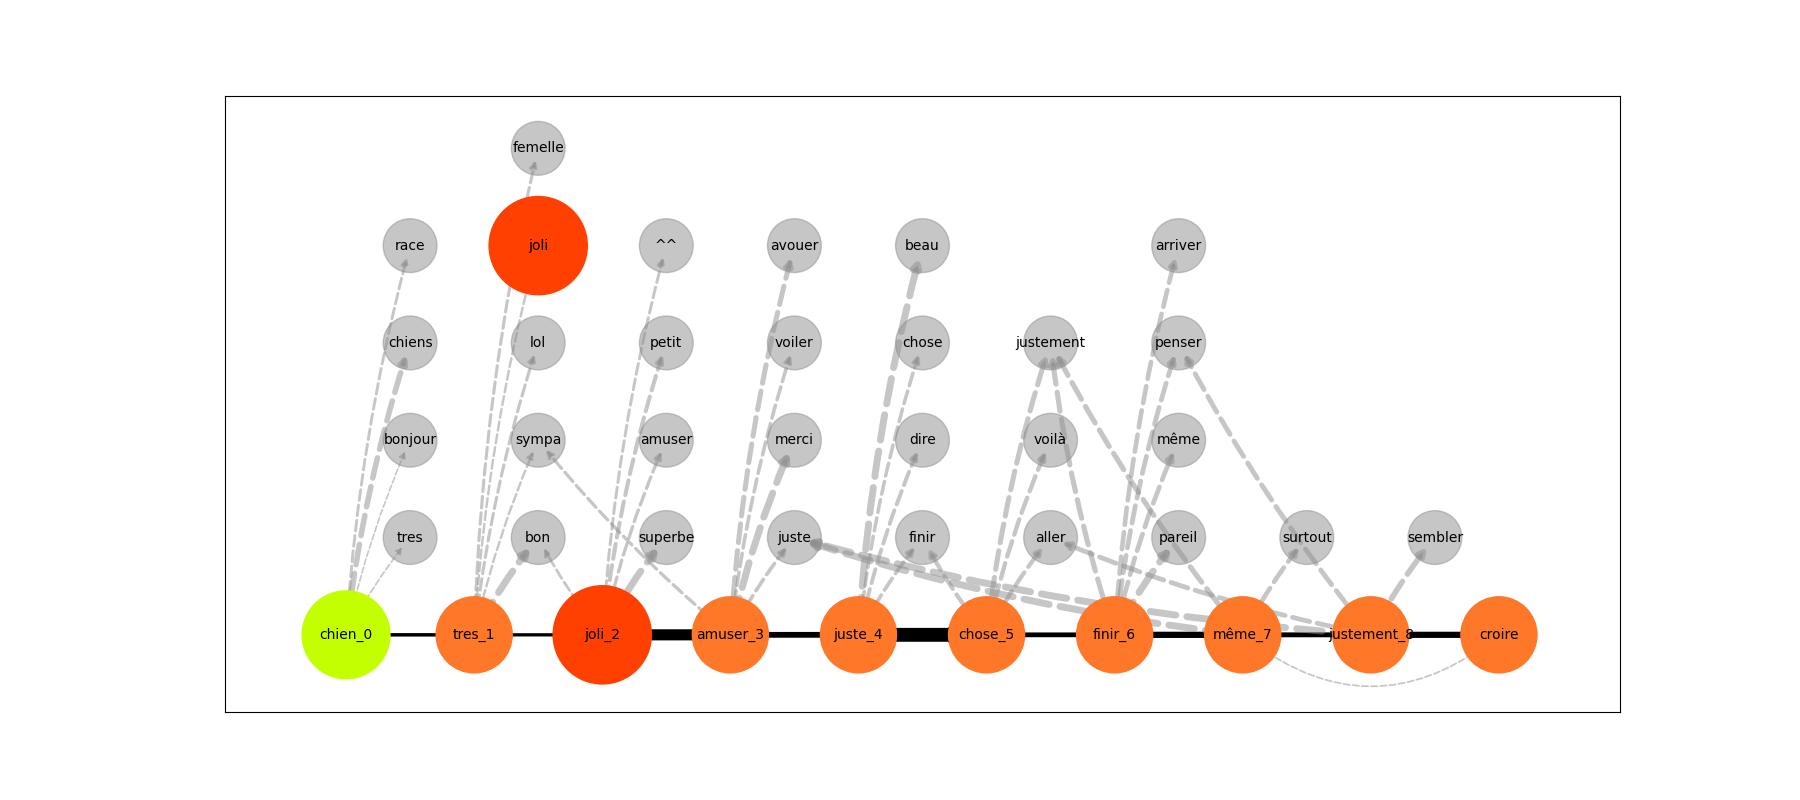 femelle
race joli ^^ avouer beau arriver
chiens lol petit voiler chose justement penser
bonjour sympa amuser merci dire voilà même
tres bon superbe juste finir aller pareil surtout sembler
chien_0 tres_1 joli_2 amuser_3 juste_4 chose_5 finir_6 même_7 justement_8 croire